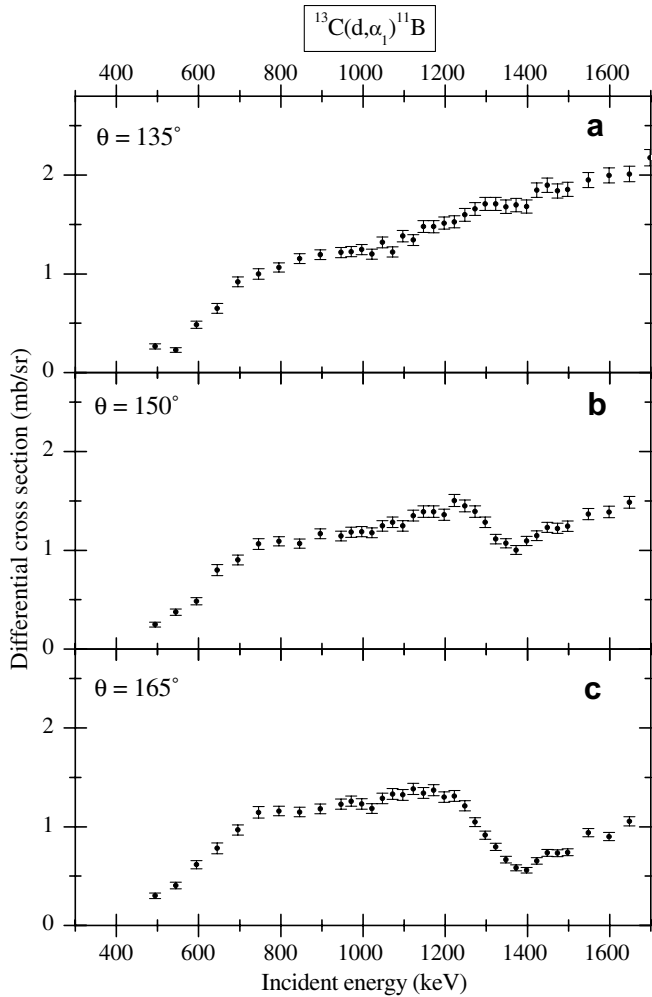 ¹³C(d,α₁)¹¹B
400 600 800 1000 1200 1400 1600
θ = 135°
a
2
1
0
θ = 150°
b
2
1
0
θ = 165°
c
2
1
0
Differential cross section (mb/sr)
400 600 800 1000 1200 1400 1600
Incident energy (keV)